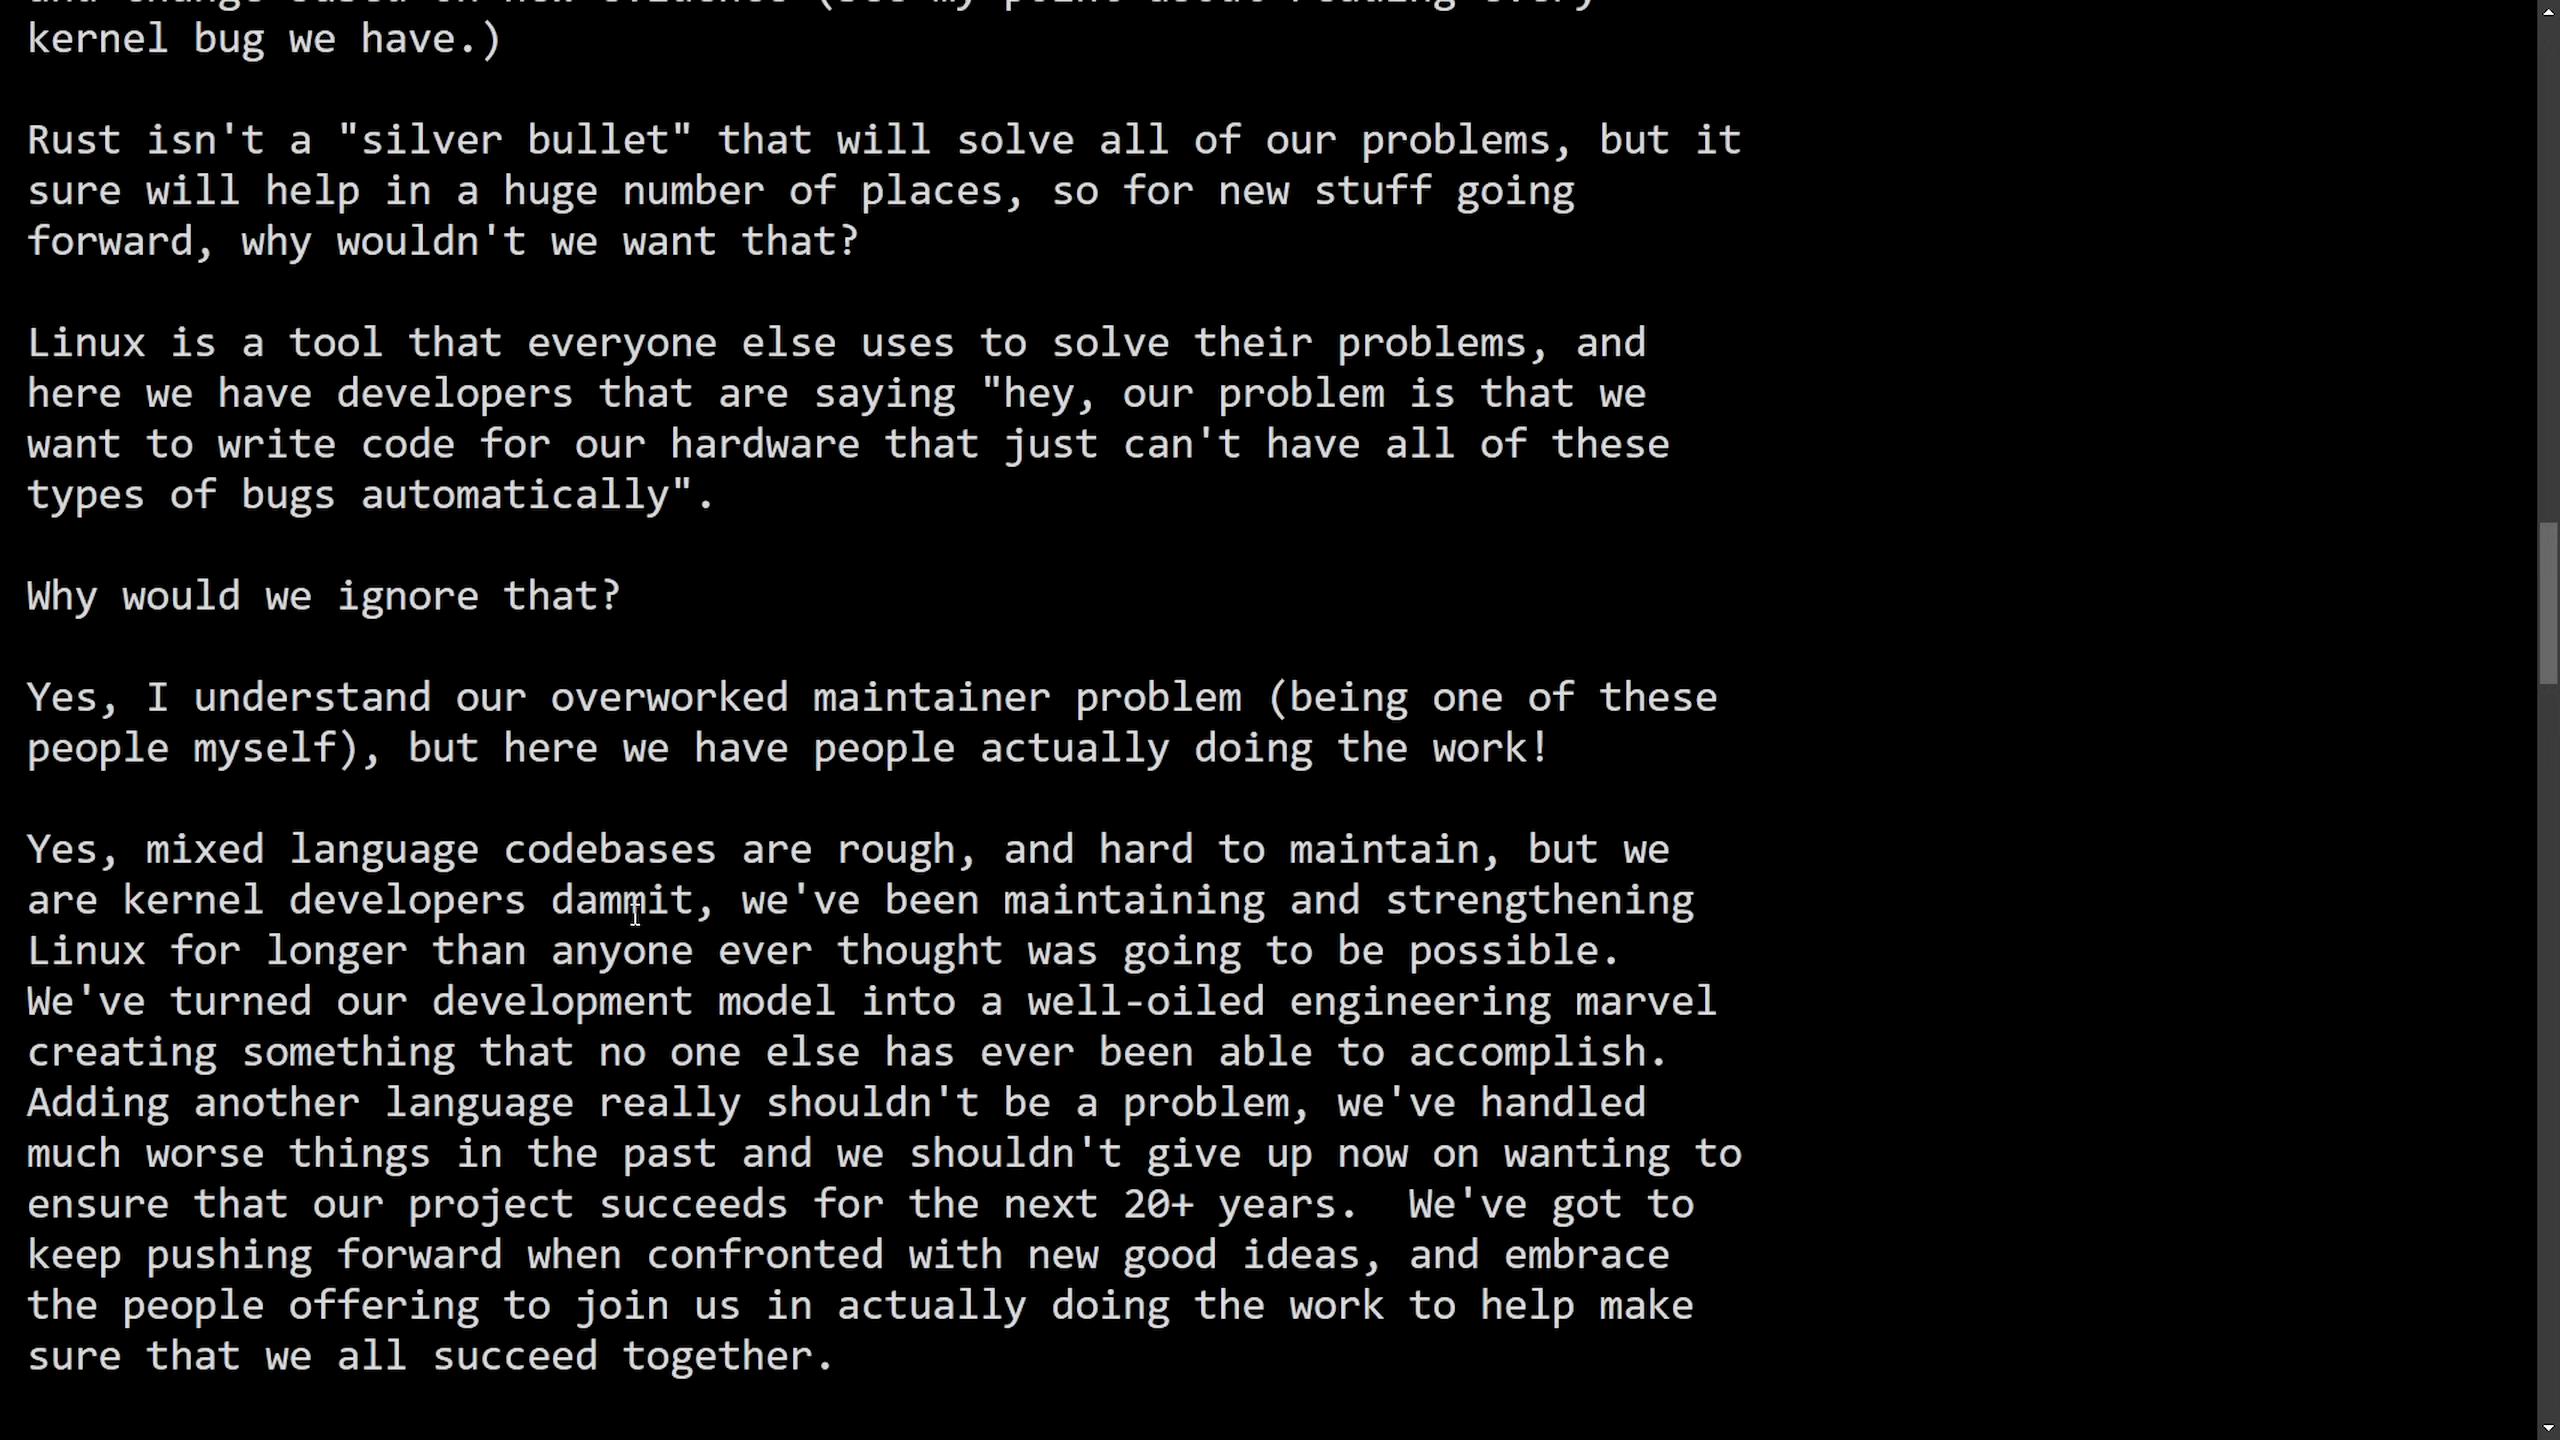 and change based on new evidence (see my point about reading every
kernel bug we have.)
Rust isn't a "silver bullet" that will solve all of our problems, but it
sure will help in a huge number of places, so for new stuff going
forward, why wouldn't we want that?
Linux is a tool that everyone else uses to solve their problems, and
here we have developers that are saying "hey, our problem is that we
want to write code for our hardware that just can't have all of these
types of bugs automatically".
Why would we ignore that?
Yes, I understand our overworked maintainer problem (being one of these
people myself), but here we have people actually doing the work!
Yes, mixed language codebases are rough, and hard to maintain, but we
are kernel developers dammit, we've been maintaining and strengthening
Linux for longer than anyone ever thought was going to be possible.
We've turned our development model into a well-oiled engineering marvel
creating something that no one else has ever been able to accomplish.
Adding another language really shouldn't be a problem, we've handled
much worse things in the past and we shouldn't give up now on wanting to
ensure that our project succeeds for the next 20+ years.  We've got to
keep pushing forward when confronted with new good ideas, and embrace
the people offering to join us in actually doing the work to help make
sure that we all succeed together.